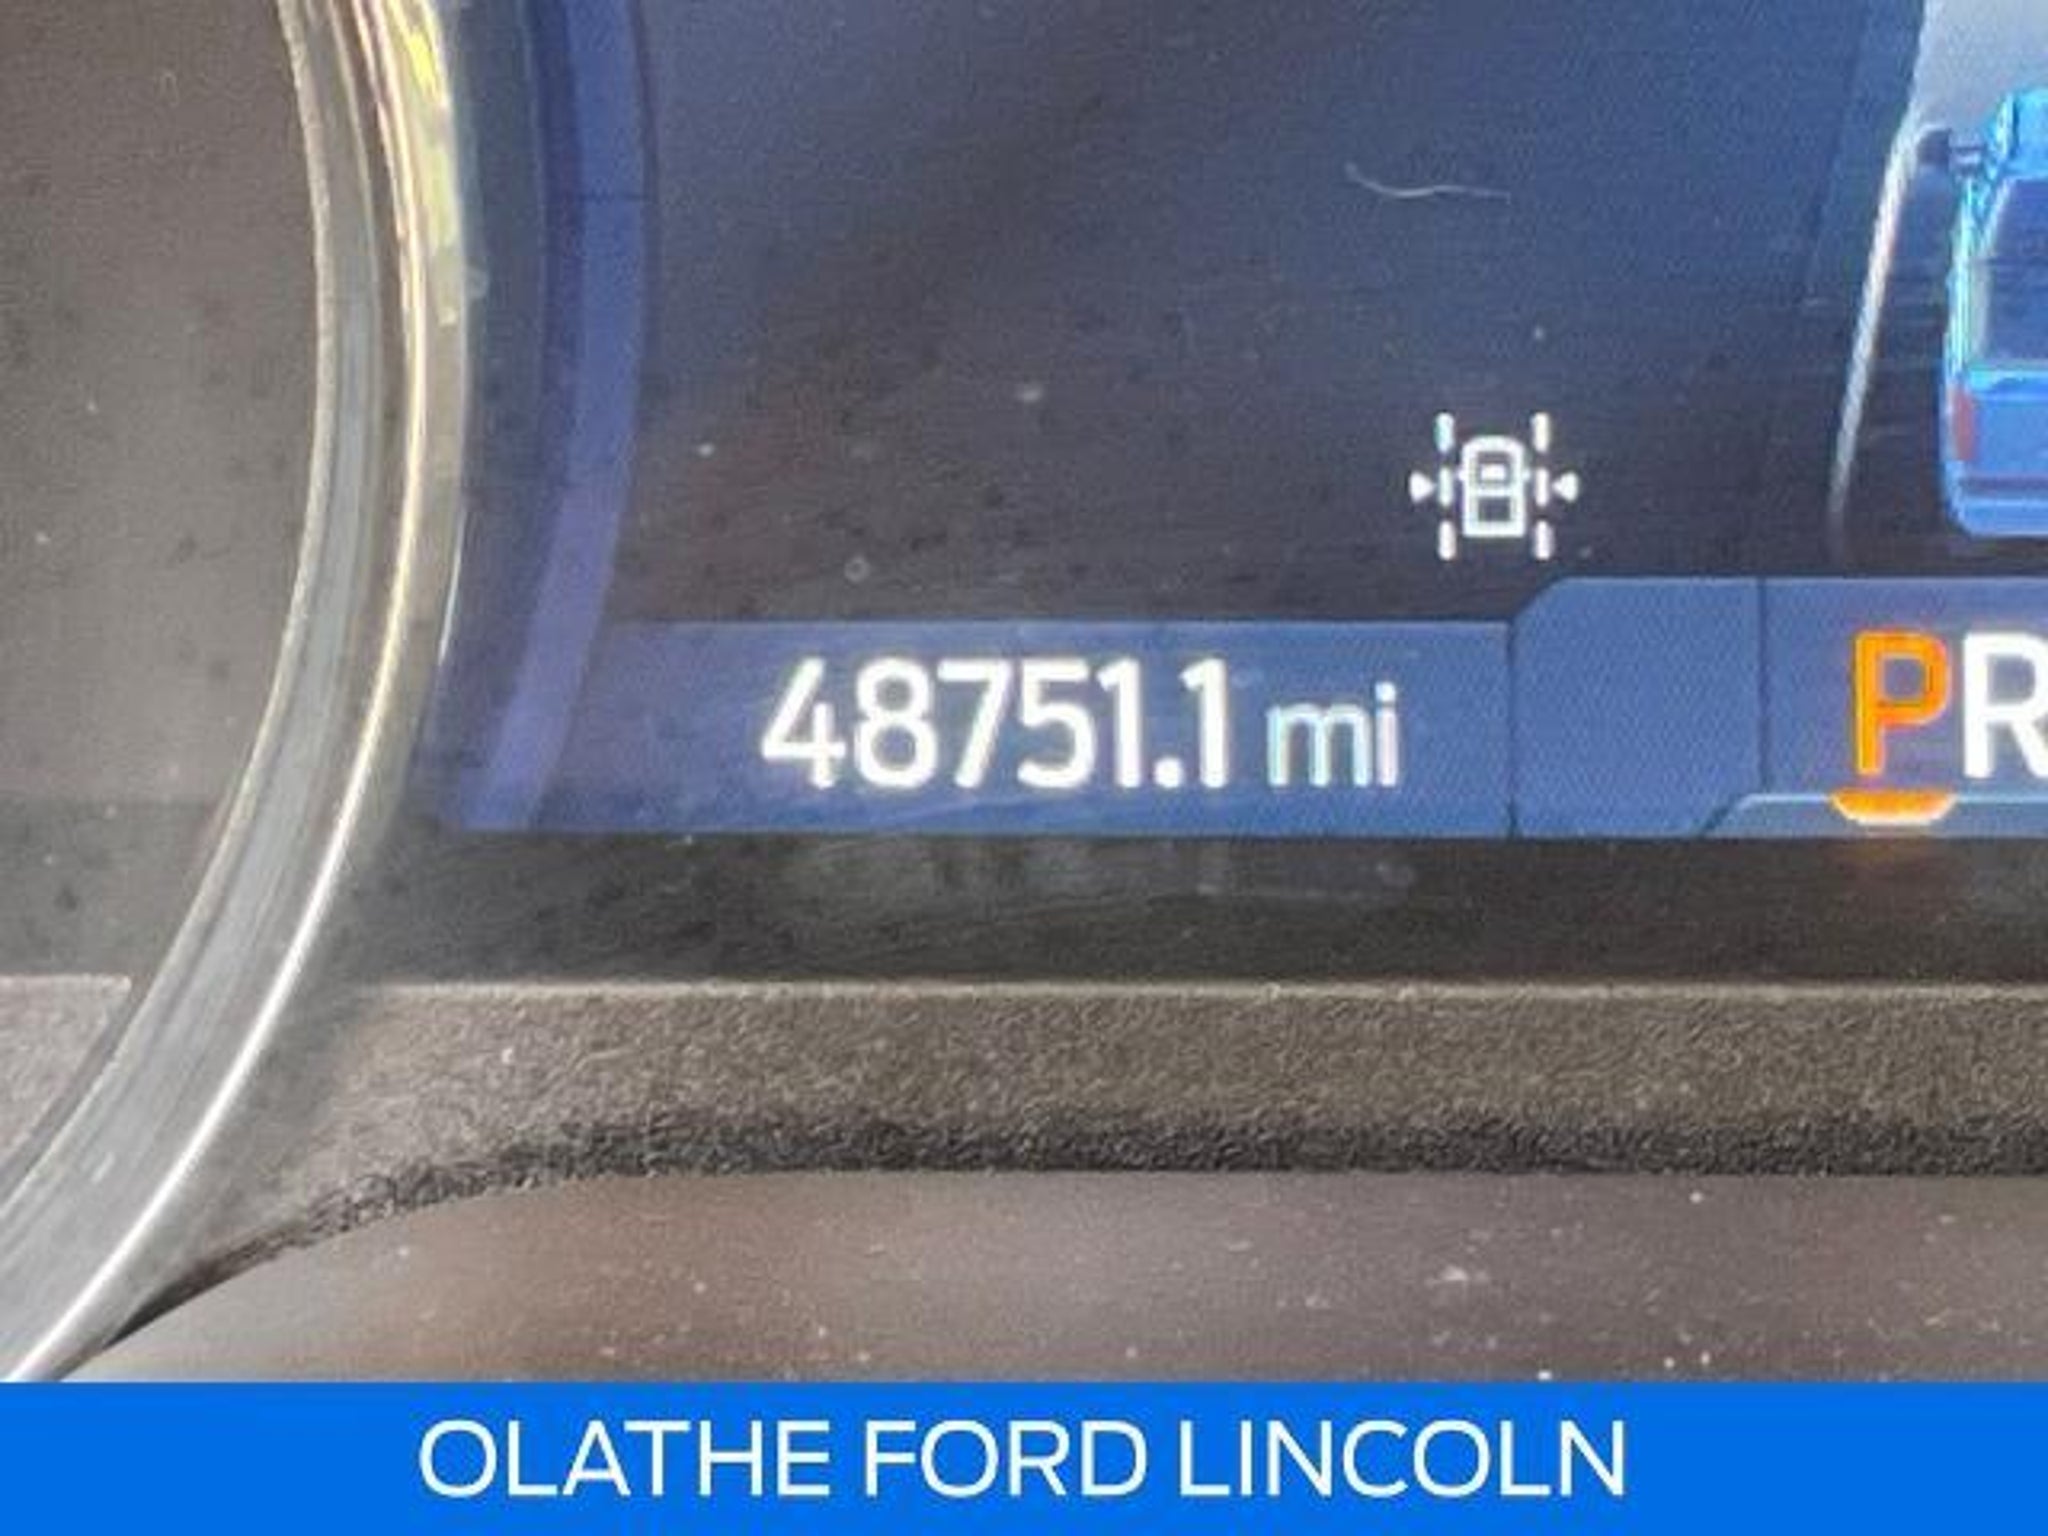 48751.1 mi
PR
OLATHE FORD LINCOLN